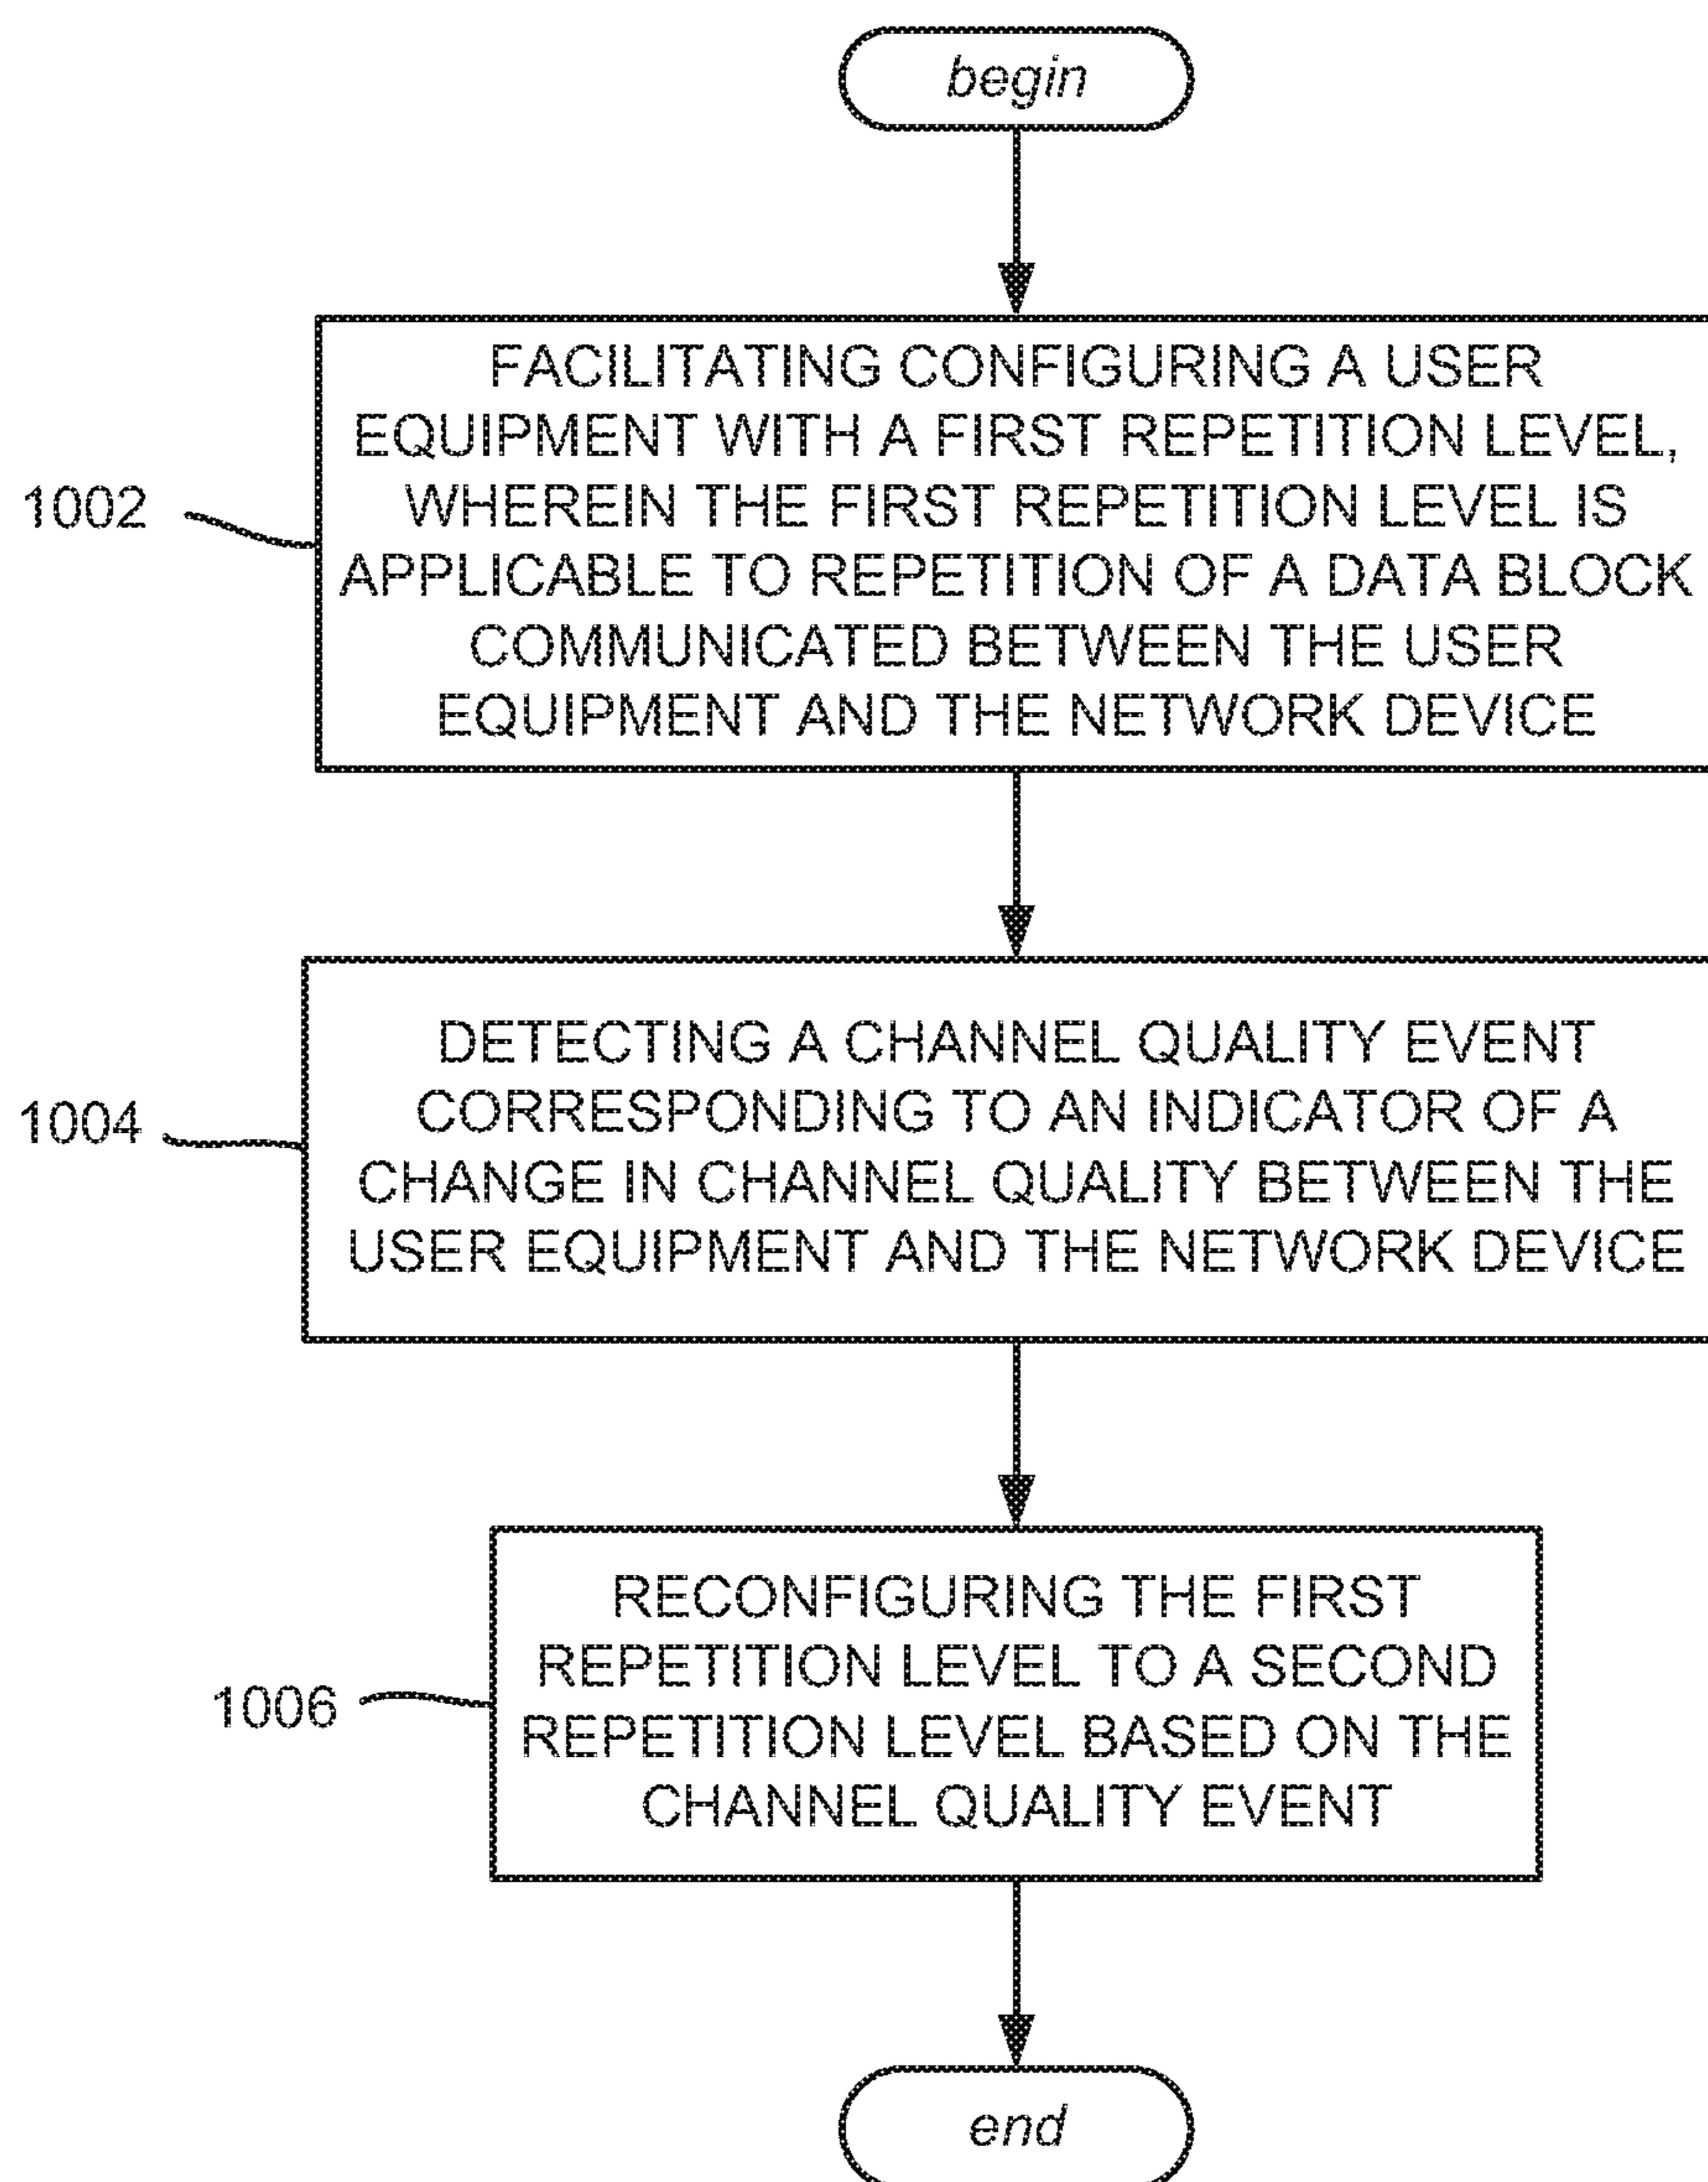 begin
FACILITATING CONFIGURING A USER
EQUIPMENT WITH A FIRST REPETITION LEVEL,
WHEREIN THE FIRST REPETITION LEVEL IS
APPLICABLE TO REPETITION OF A DATA BLOCK
COMMUNICATED BETWEEN THE USER
EQUIPMENT AND THE NETWORK DEVICE
1002
DETECTING A CHANNEL QUALITY EVENT
CORRESPONDING TO AN INDICATOR OF A
CHANGE IN CHANNEL QUALITY BETWEEN THE
USER EQUIPMENT AND THE NETWORK DEVICE
1004
RECONFIGURING THE FIRST
REPETITION LEVEL TO A SECOND
REPETITION LEVEL BASED ON THE
CHANNEL QUALITY EVENT
1006
end